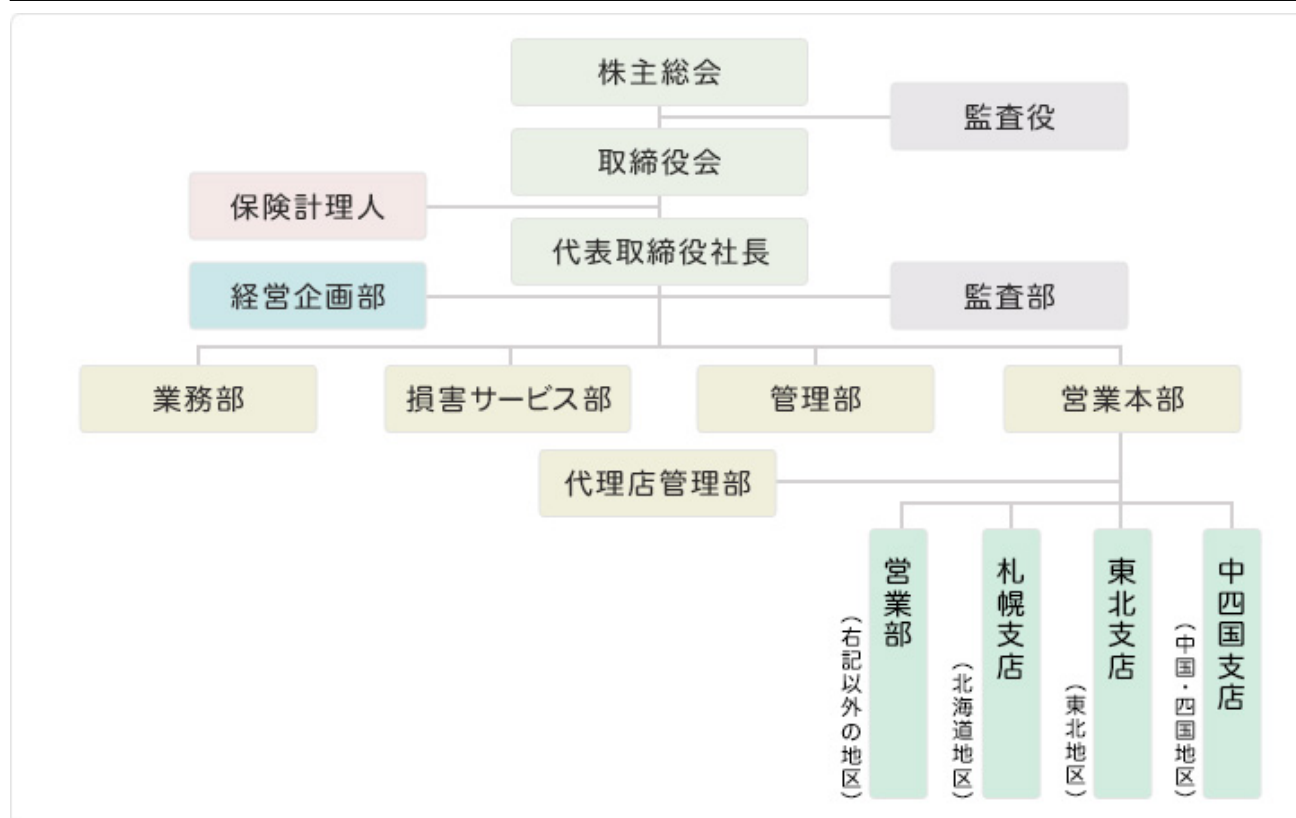 株主総会
監査役
取締役会
保険計理人
代表取締役社長
経営企画部
監査部
業務部
損害サービス部
管理部
営業本部
代理店管理部
営業部
(右記以外の地区)
札幌支店
(北海道地区)
東北支店
(東北地区)
中四国支店
(中国・四国地区)